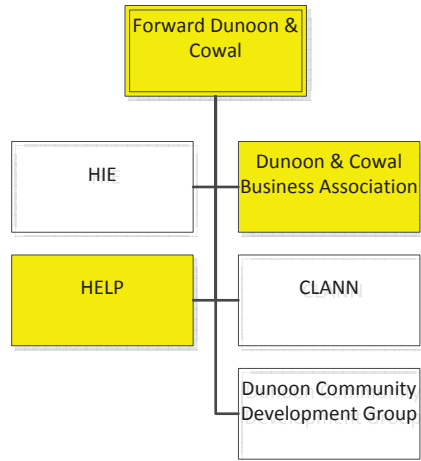 Forward Dunoon &
Cowal
HIE
Dunoon & Cowal
Business Association
HELP
CLANN
Dunoon Community
Development Group